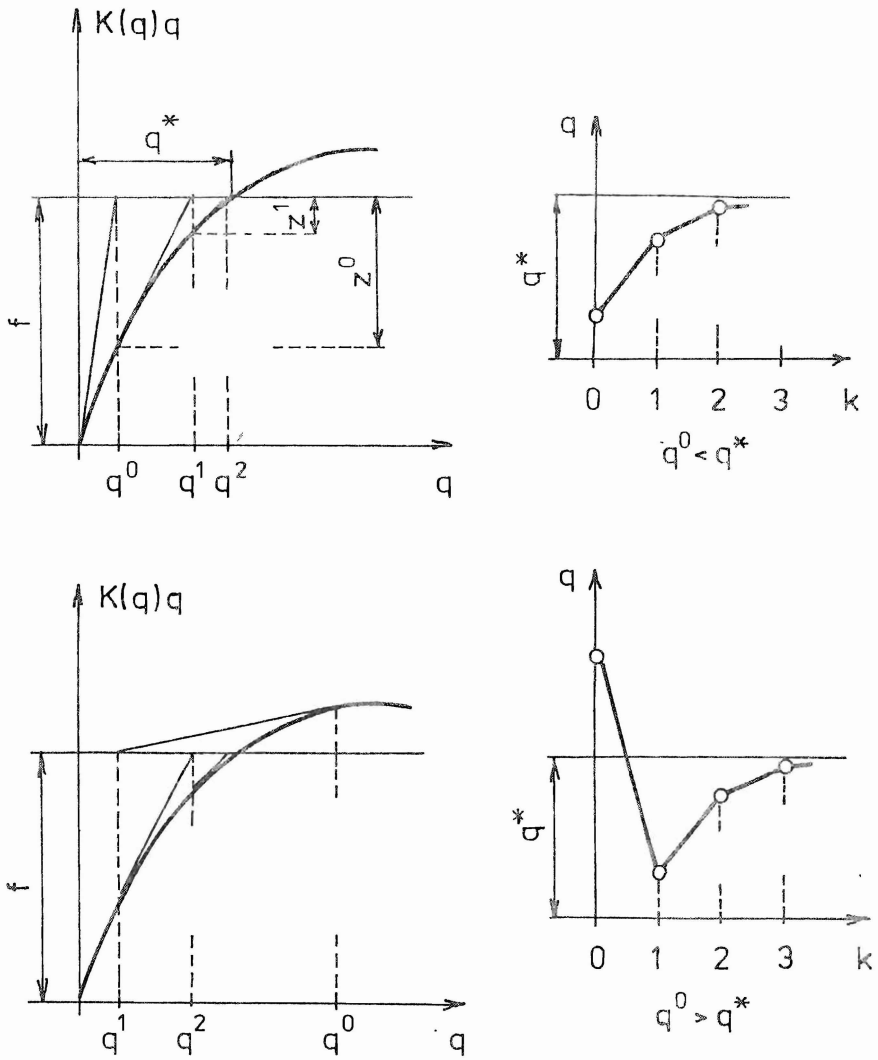 K(q)q
q*
z¹
z⁰
f
q⁰ q¹ q² q
q
q*
0 1 2 3 k
q⁰ < q*
K(q)q
f
q¹ q² q⁰ q
q
q*
0 1 2 3 k
q⁰ > q*